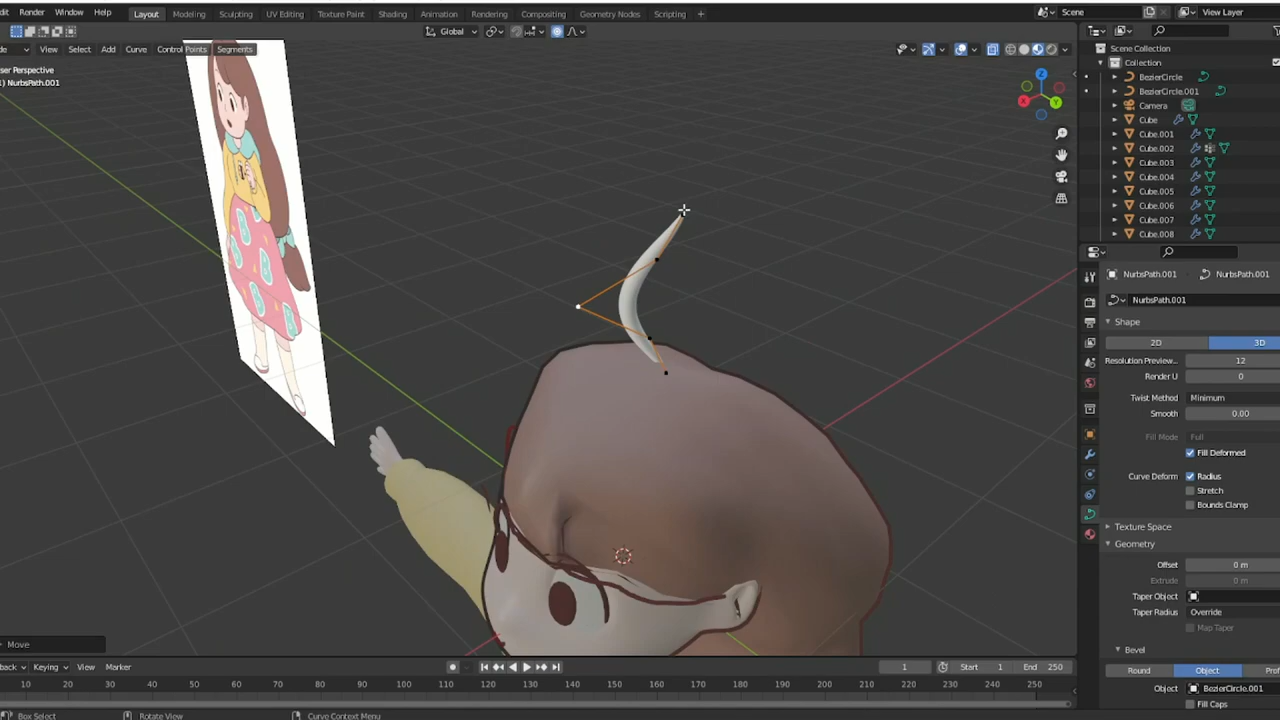 dit Render Window Help Layout Modeling Sculpting UV Editing Texture Paint Shading Animation Rendering Compositing Geometry Nodes Scripting + Scene View Layer
Global
de View Select Add Curve Control Points Segments
ser Perspective
) NurbsPath.001
Z
X
Y
Scene Collection
Collection
BezierCircle
BezierCircle.001
Camera
Cube
Cube.001
Cube.002
Cube.003
Cube.004
Cube.005
Cube.006
Cube.007
Cube.008
NurbsPath.001 NurbsPath.001
NurbsPath.001
Shape
2D 3D
Resolution Preview... 12
Render U 0
Twist Method Minimum
Smooth 0.00
Fill Mode Full
Fill Deformed
Curve Deform Radius
Stretch
Bounds Clamp
Texture Space
Geometry
Offset 0 m
Extrude 0 m
Taper Object
Taper Radius Override
Map Taper
Bevel
Round Object Prof
Object BezierCircle.001
Fill Caps
B
B
B
B
B
Move
back Keying View Marker 1 Start 1 End 250
10 20 30 40 50 60 70 80 90 100 110 120 130 140 150 160 170 180 190 200 210 220 230 240 250
Box Select Rotate View Curve Context Menu